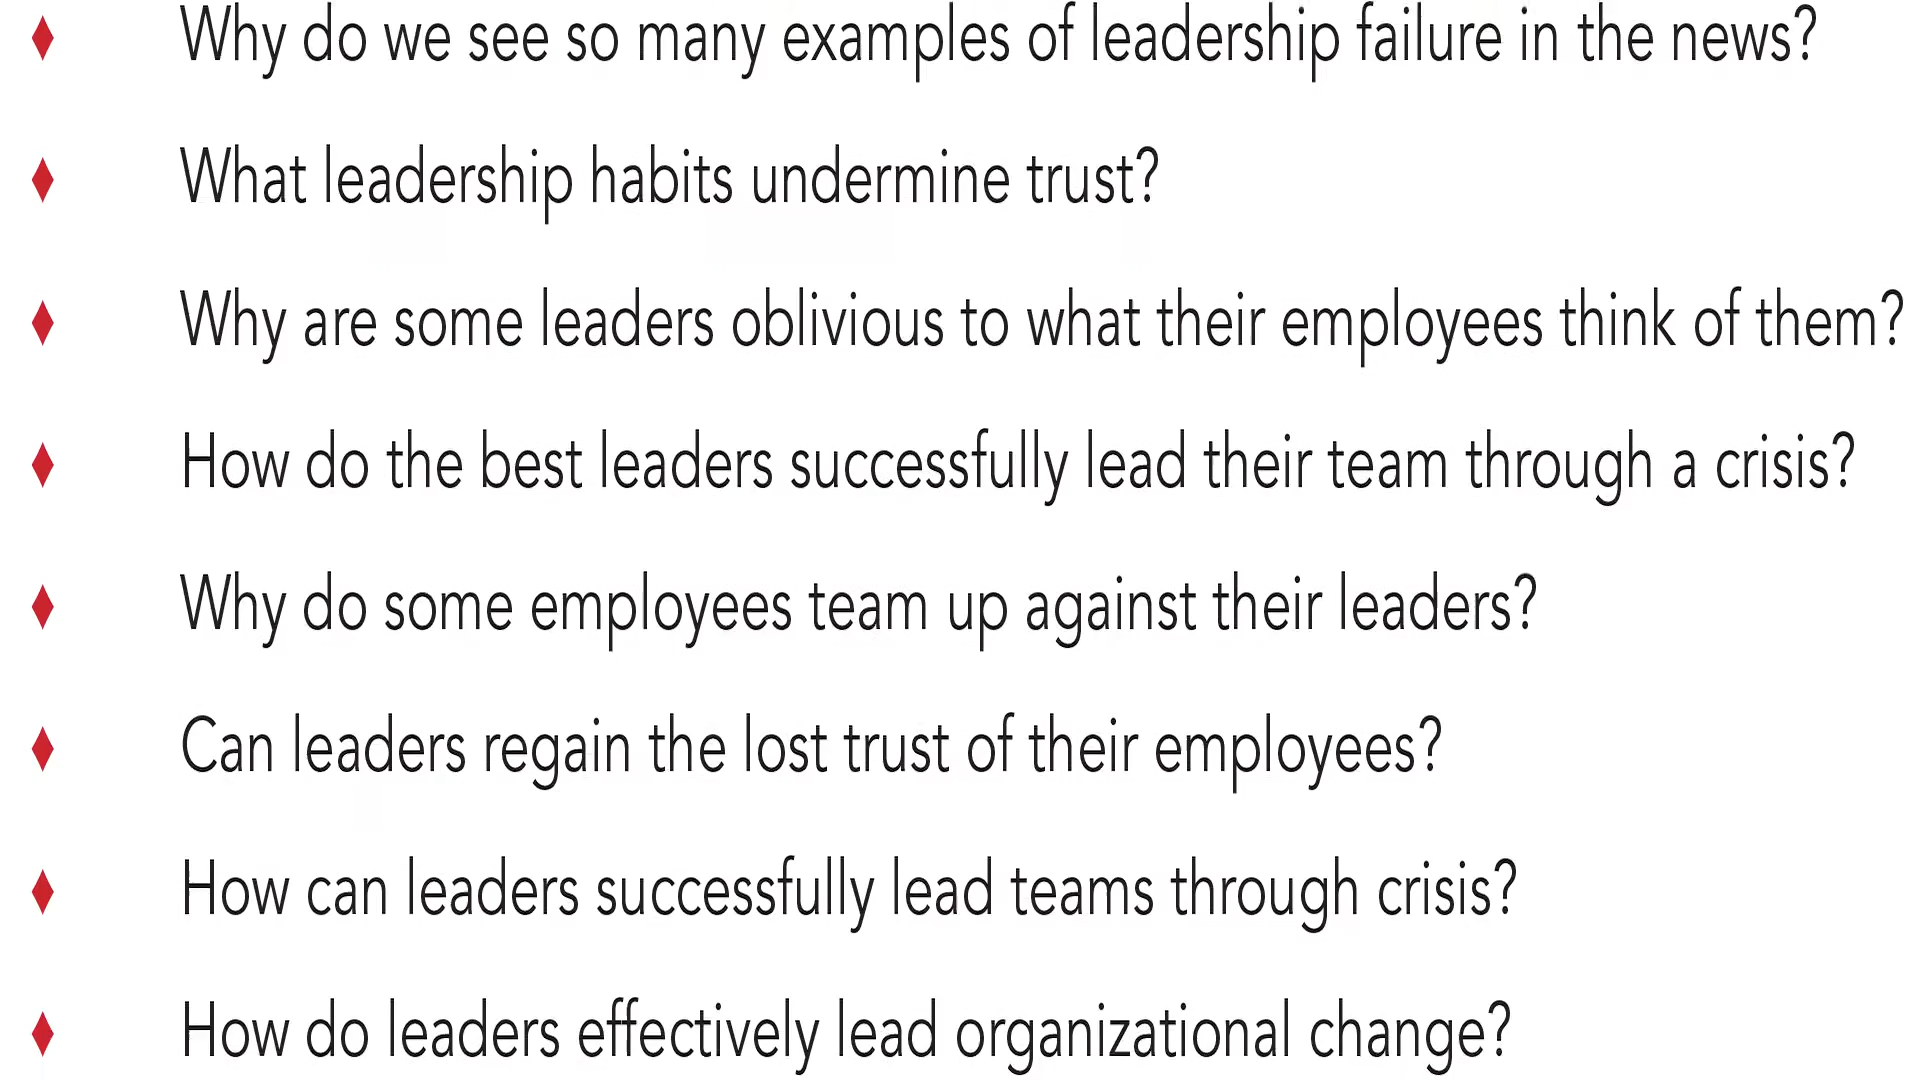 Why do we see so many examples of leadership failure in the news?
What leadership habits undermine trust?
Why are some leaders oblivious to what their employees think of them?
How do the best leaders successfully lead their team through a crisis?
Why do some employees team up against their leaders?
Can leaders regain the lost trust of their employees?
How can leaders successfully lead teams through crisis?
How do leaders effectively lead organizational change?